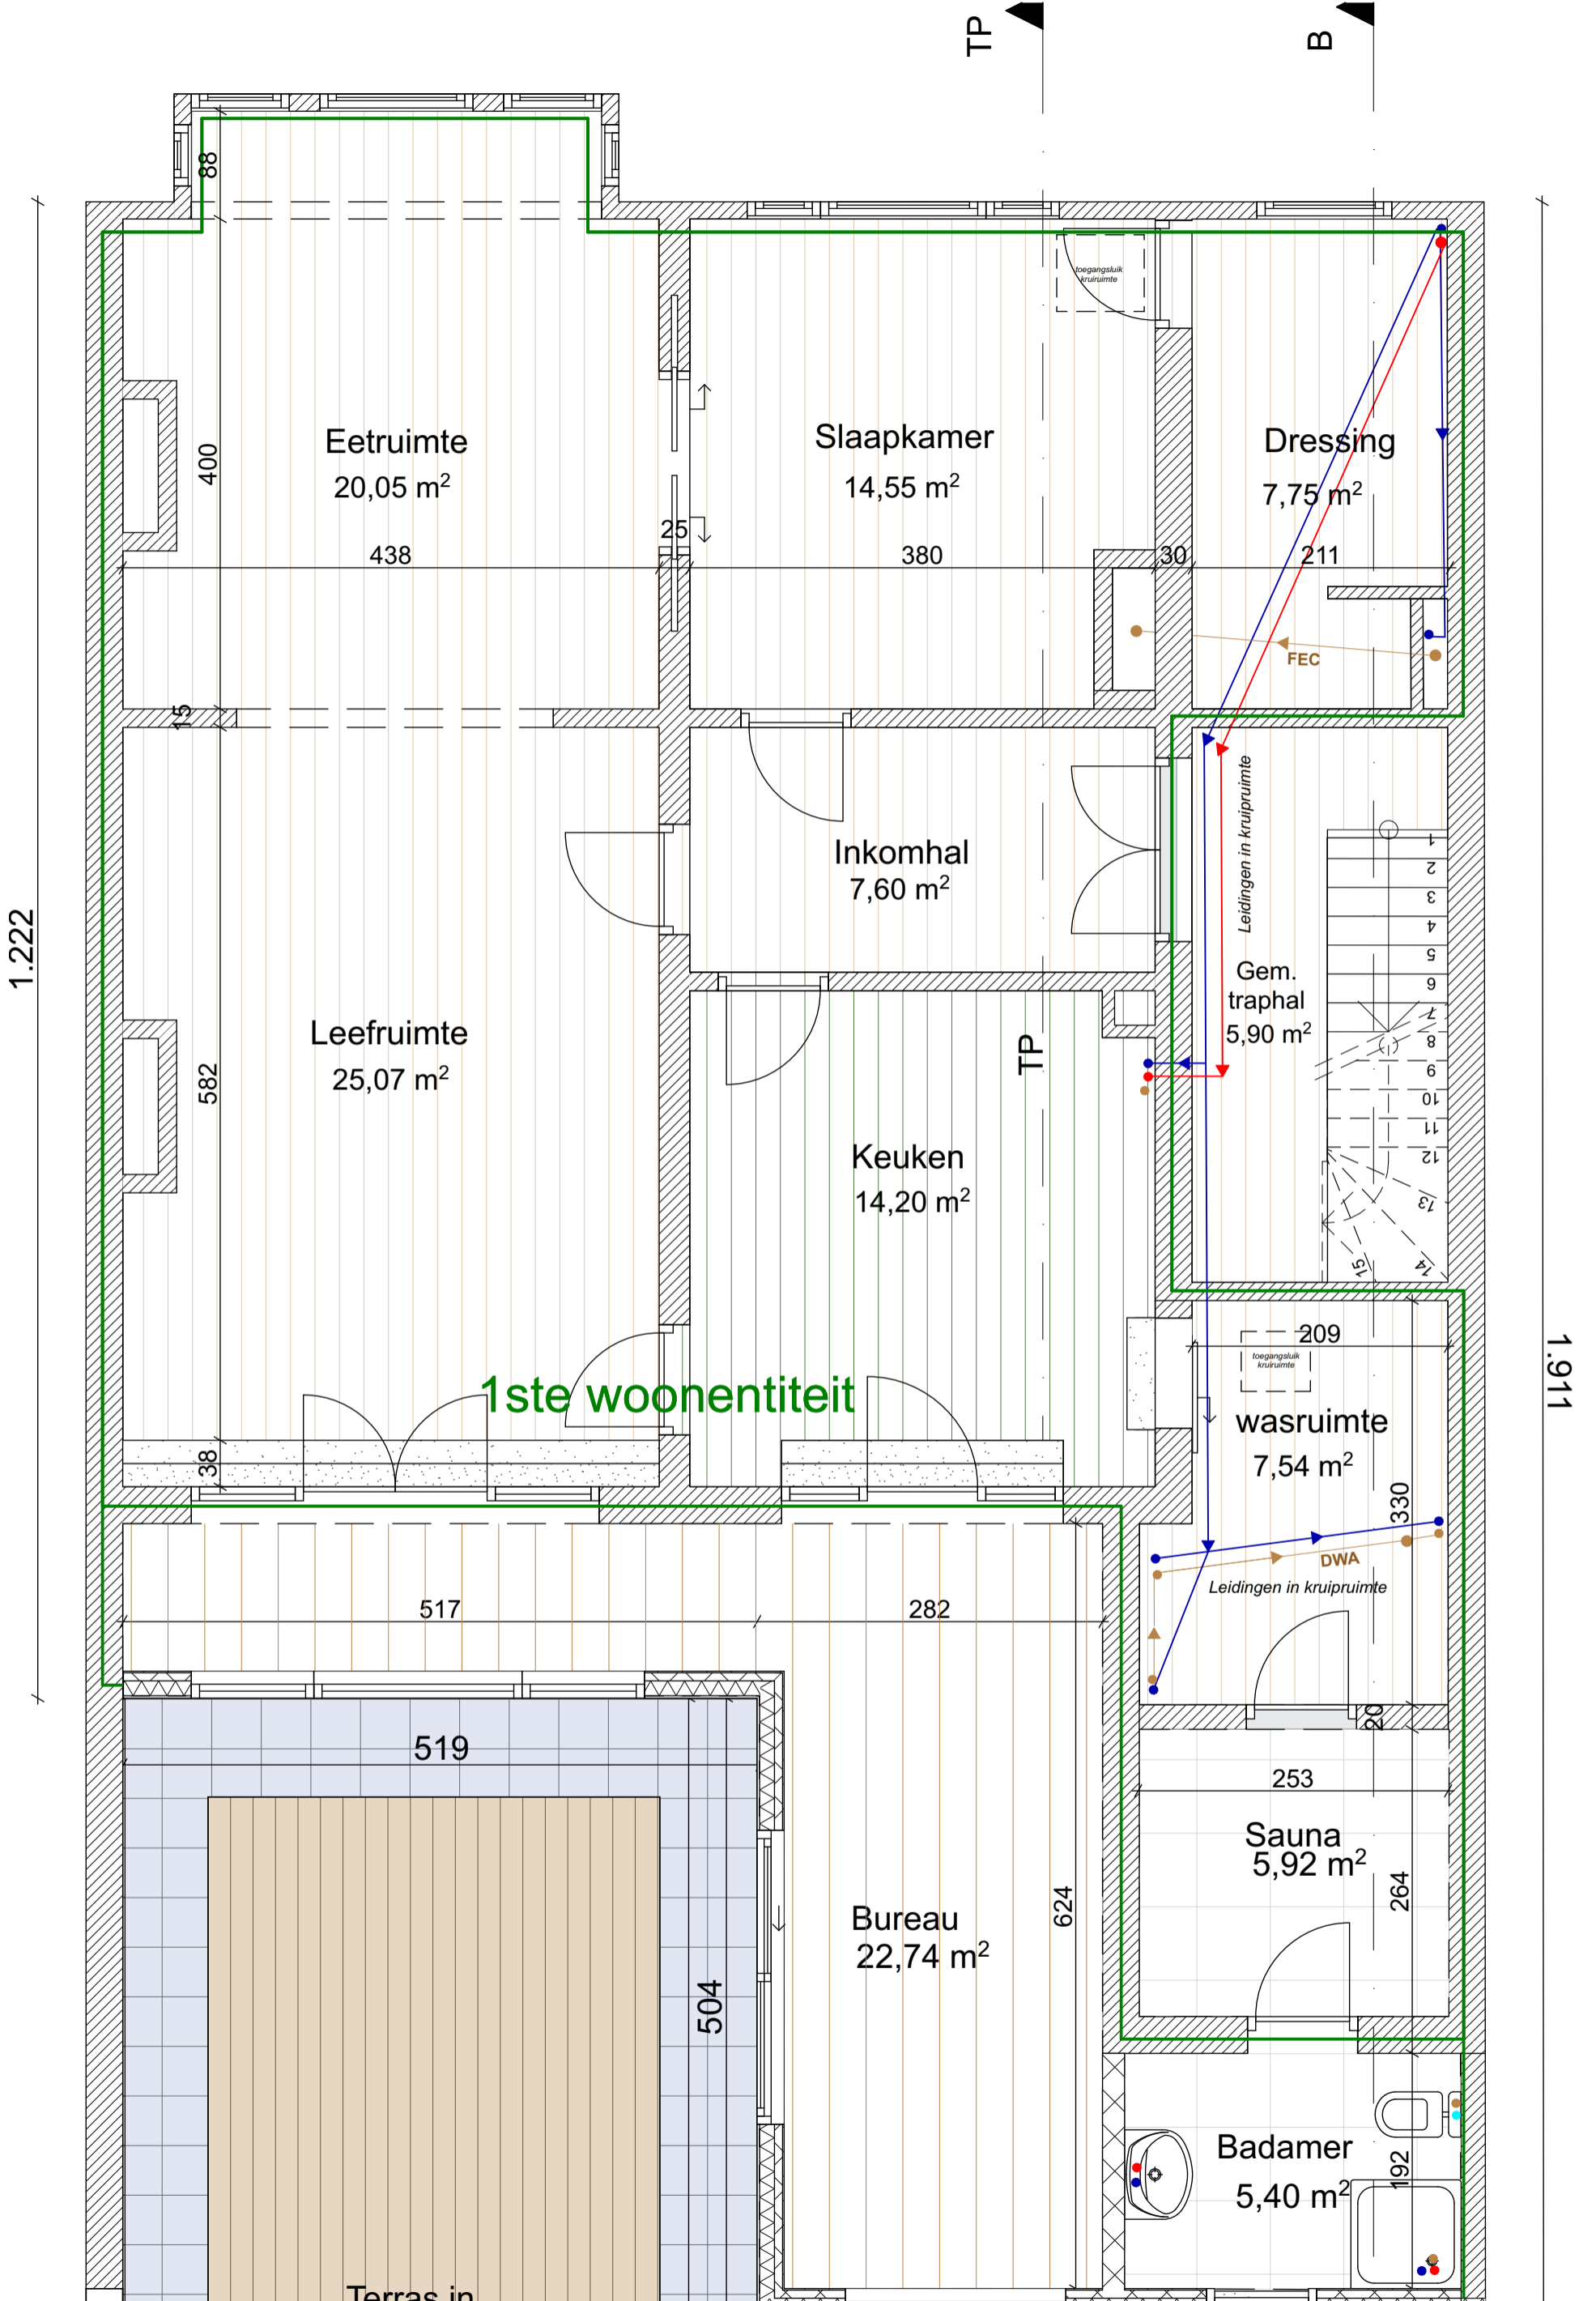 TP
B
88
toegangsluik
kruiruimte
Eetruimte
20,05 m²
400
Slaapkamer
14,55 m²
Dressing
7,75 m²
438
25
380
30
211
FEC
15
Leidingen in kruipruimte
1
2
3
4
5
6
7
8
9
10
11
12
13
14
15
Inkomhal
7,60 m²
1.222
Gem.
traphal
5,90 m²
Leefruimte
25,07 m²
582
TP
Keuken
14,20 m²
209
toegangsluik
kruiruimte
1.911
1ste woonentiteit
wasruimte
7,54 m²
38
330
DWA
Leidingen in kruipruimte
517
282
20
519
253
Sauna
5,92 m²
264
624
Bureau
22,74 m²
504
Badamer
5,40 m²
192
Terras in